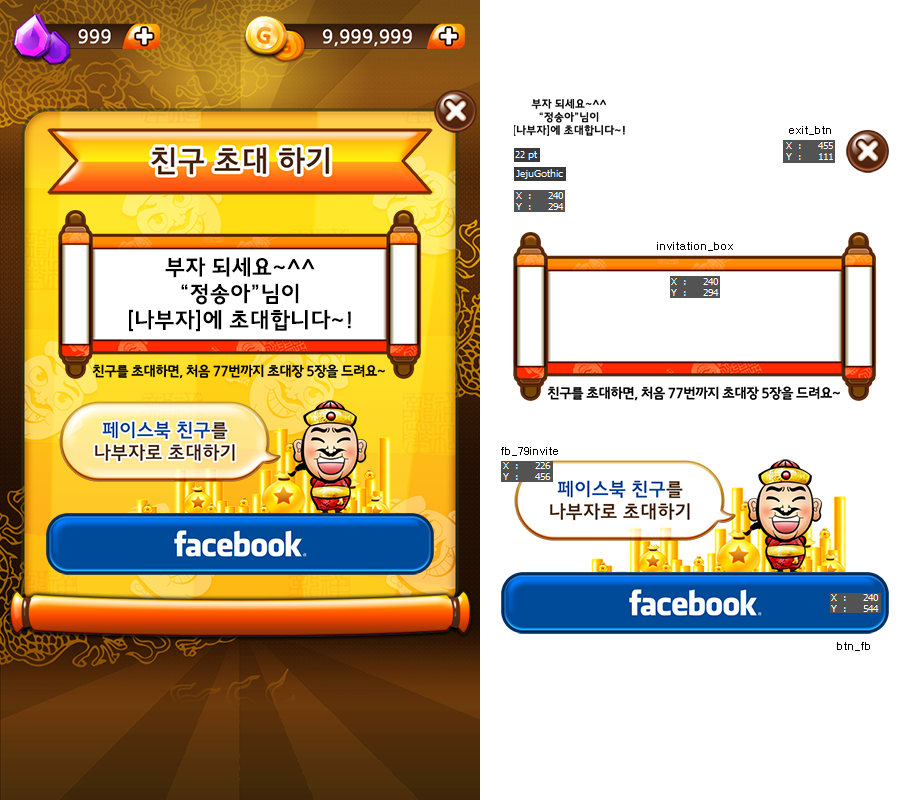 999
G
9,999,999
친구 초대 하기
부자 되세요~^^
“정송아”님이
[나부자]에 초대합니다~!
친구를 초대하면, 처음 77번까지 초대장 5장을 드려요~
페이스북 친구를
나부자로 초대하기
facebook
부자 되세요~^^
“정송아”님이
[나부자]에 초대합니다~!
22 pt
JejuGothic
X : 240
Y : 294
exit_btn
X : 455
Y : 111
invitation_box
X : 240
Y : 294
친구를 초대하면, 처음 77번까지 초대장 5장을 드려요~
fb_79invite
X : 226
Y : 456
페이스북 친구를
나부자로 초대하기
facebook
X : 240
Y : 544
btn_fb